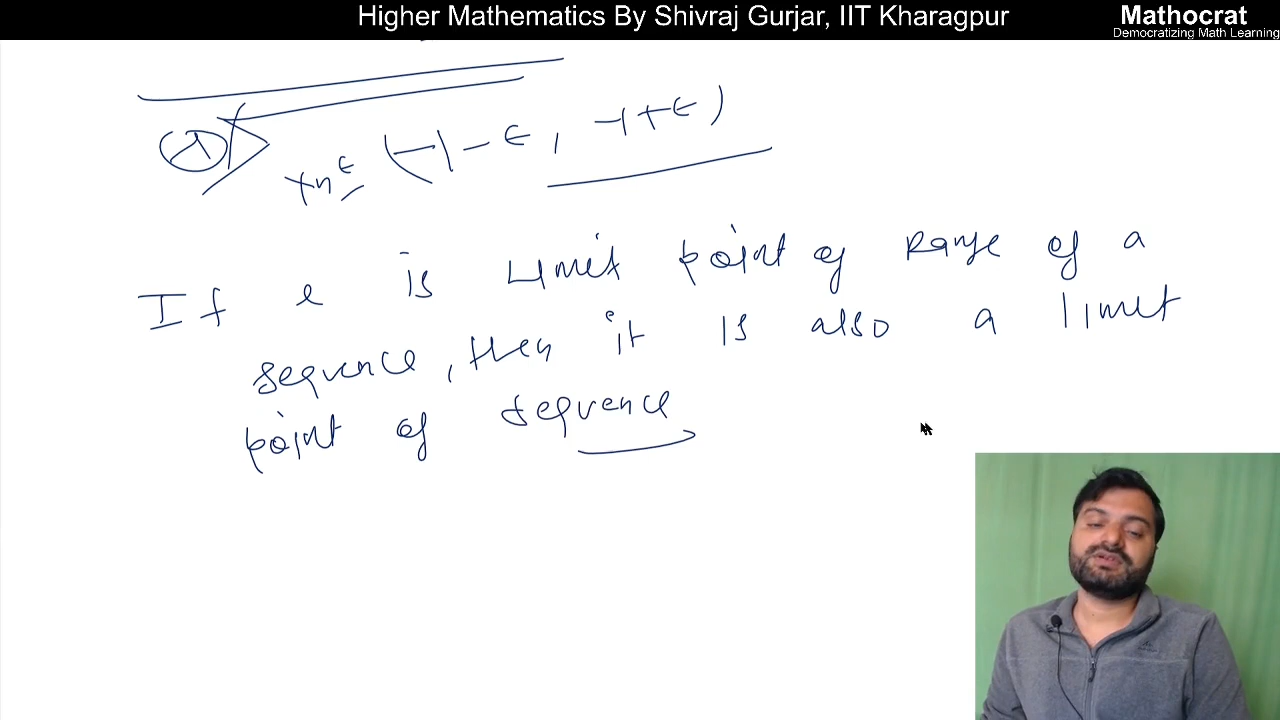 Higher Mathematics By Shivraj Gurjar, IIT Kharagpur
Mathocrat
Democratizing Math Learning
xn ∈ (-1-∈, -1+∈)
If l is limit point of Range of a
sequence, then it is also a limit
point of sequence